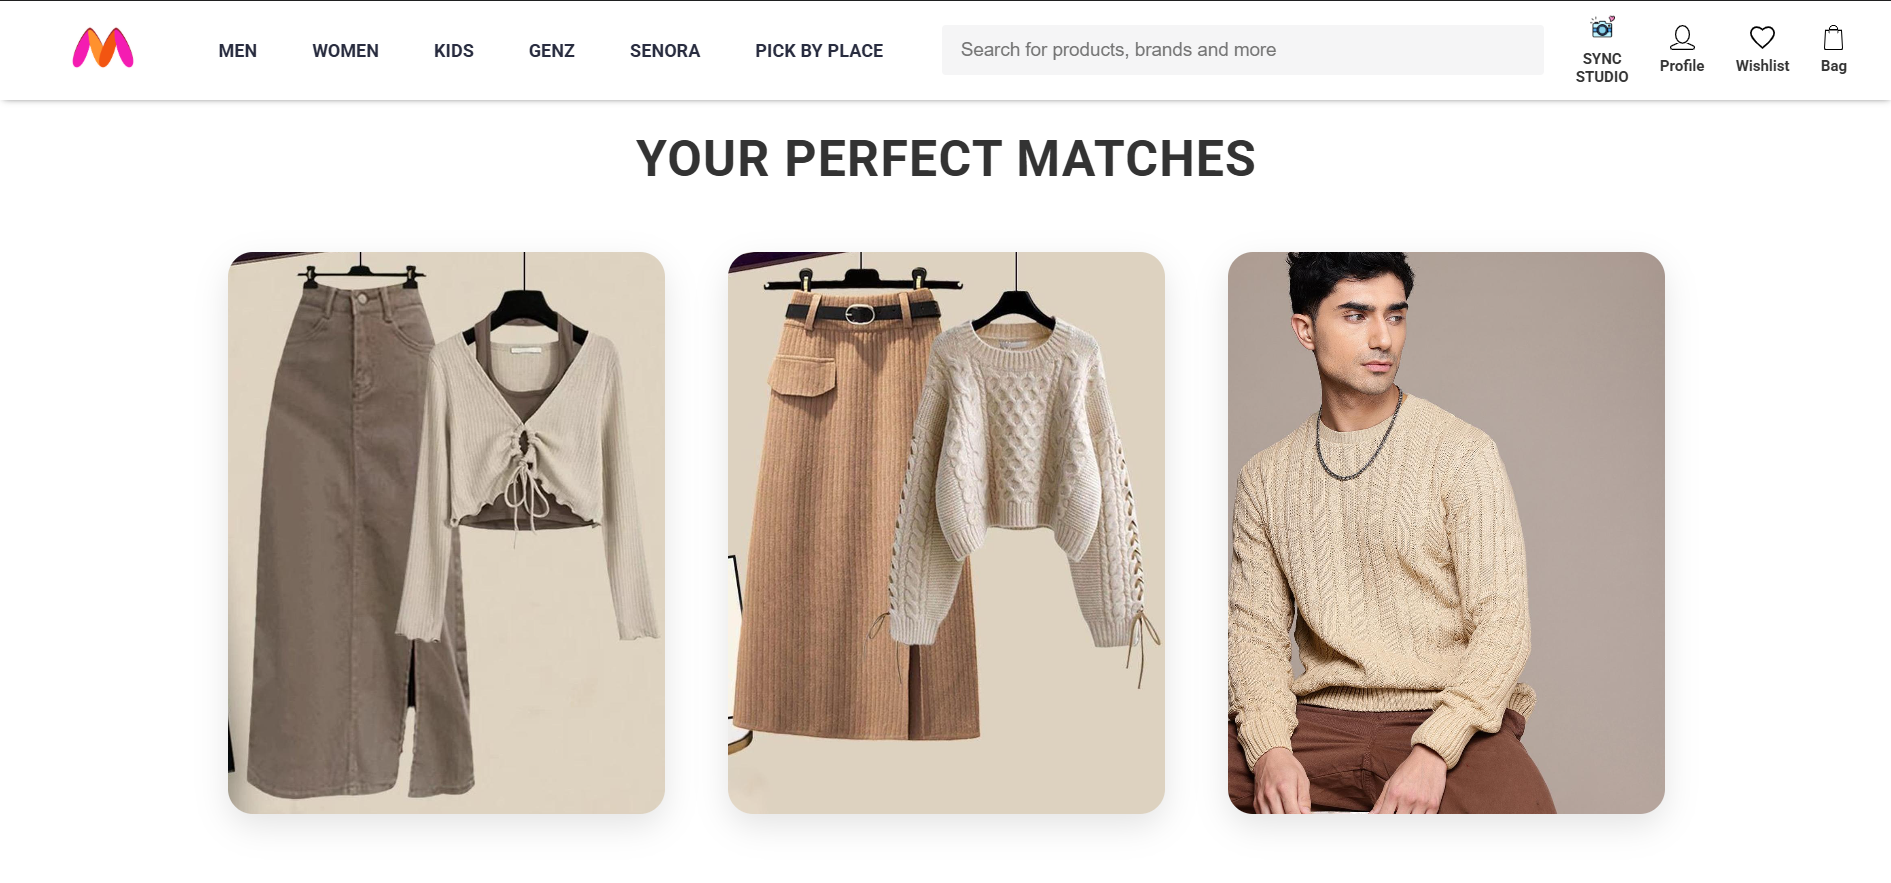 MEN
WOMEN
KIDS
GENZ
SENORA
PICK BY PLACE
Search for products, brands and more
SYNC
STUDIO
Profile
Wishlist
Bag
YOUR PERFECT MATCHES